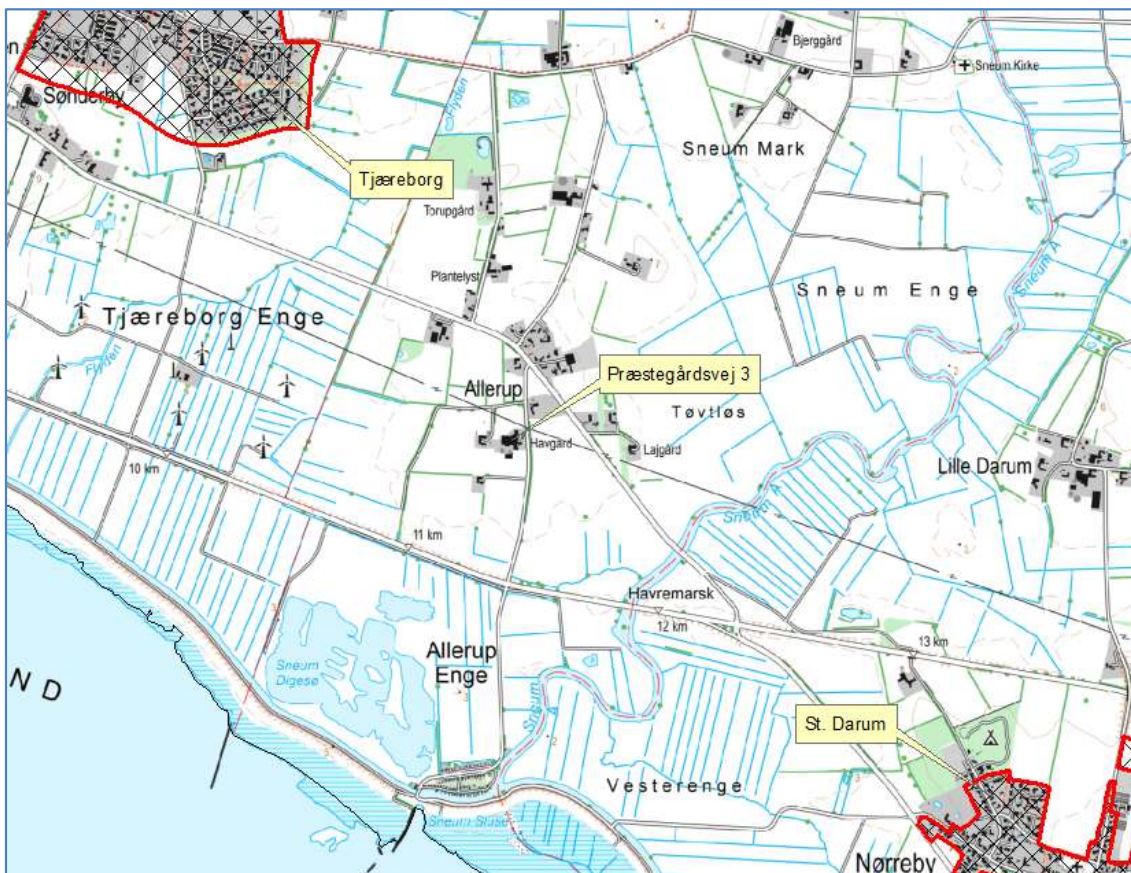 Bjerggård
Sneum Kirke
Sønderby
Flyden
Sneum Mark
Tjæreborg
Torupgård
Plantelyst
Sneum Å
Sneum Enge
Tjæreborg Enge
Flyden
Præstegårdsvej 3
Allerup
Tøvtløs
Havgård
Lajgård
10 km
Lille Darum
Sneum Å
11 km
Havremarsk
12 km
13 km
Allerup
Enge
Sneum
Digesø
ND
Sneum
Å
St. Darum
Vesterenge
Sneum Sluse
Nørreby